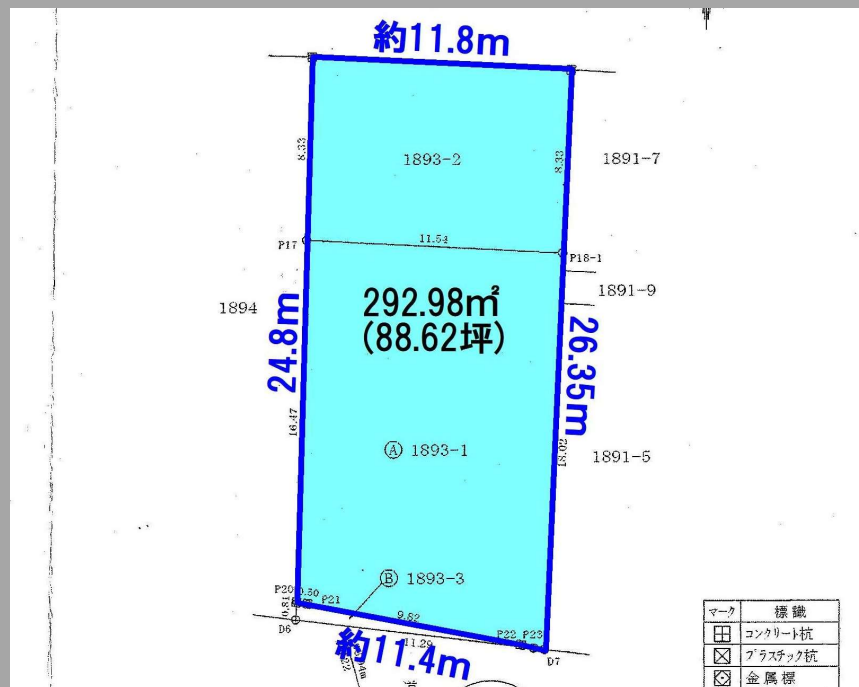 約11.8m
8.33
1893-2
8.33
1891-7
P17
11.54
P18-1
1891-9
1894
292.98㎡
(88.62坪)
24.8m
26.35m
16.47
18.02
Ⓐ 1893-1
1891-5
Ⓑ 1893-3
P20
0.50
P21
0.81
9.82
P22 P23
D6
11.29
D7
約11.4m
マーク 標識
コンクリート杭
プラスチック杭
金属標